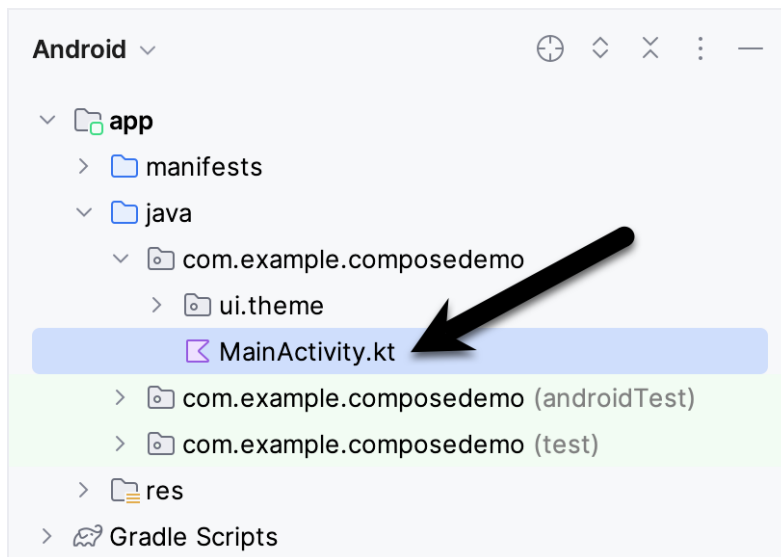 Android
app
manifests
java
com.example.composedemo
ui.theme
MainActivity.kt
com.example.composedemo (androidTest)
com.example.composedemo (test)
res
Gradle Scripts